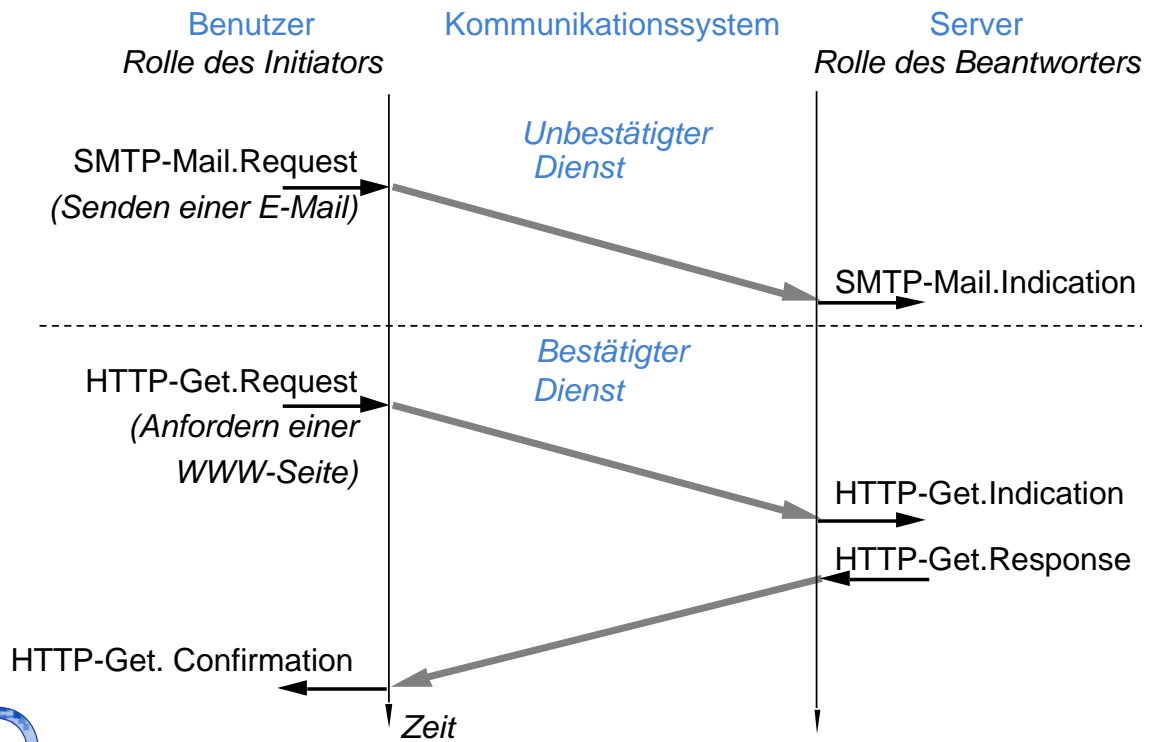 Benutzer Kommunikationssystem Server
Rolle des Initiators Rolle des Beantworters
Unbestätigter
Dienst
SMTP-Mail.Request
(Senden einer E-Mail)
SMTP-Mail.Indication
Bestätigter
Dienst
HTTP-Get.Request
(Anfordern einer
WWW-Seite)
HTTP-Get.Indication
HTTP-Get.Response
HTTP-Get. Confirmation
Zeit